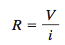 R = V/i